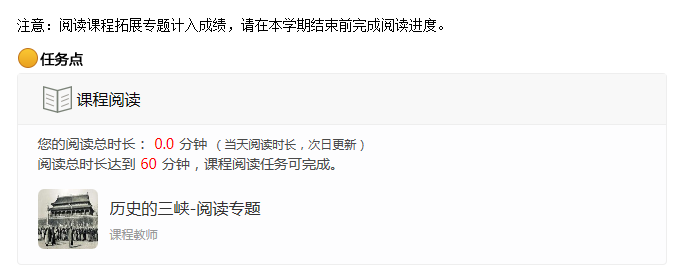 注意：阅读课程拓展专题计入成绩，请在本学期结束前完成阅读进度。
任务点
课程阅读
您的阅读总时长： 0.0 分钟 （当天阅读时长，次日更新）
阅读总时长达到 60 分钟，课程阅读任务可完成。
历史的三峡-阅读专题
课程教师